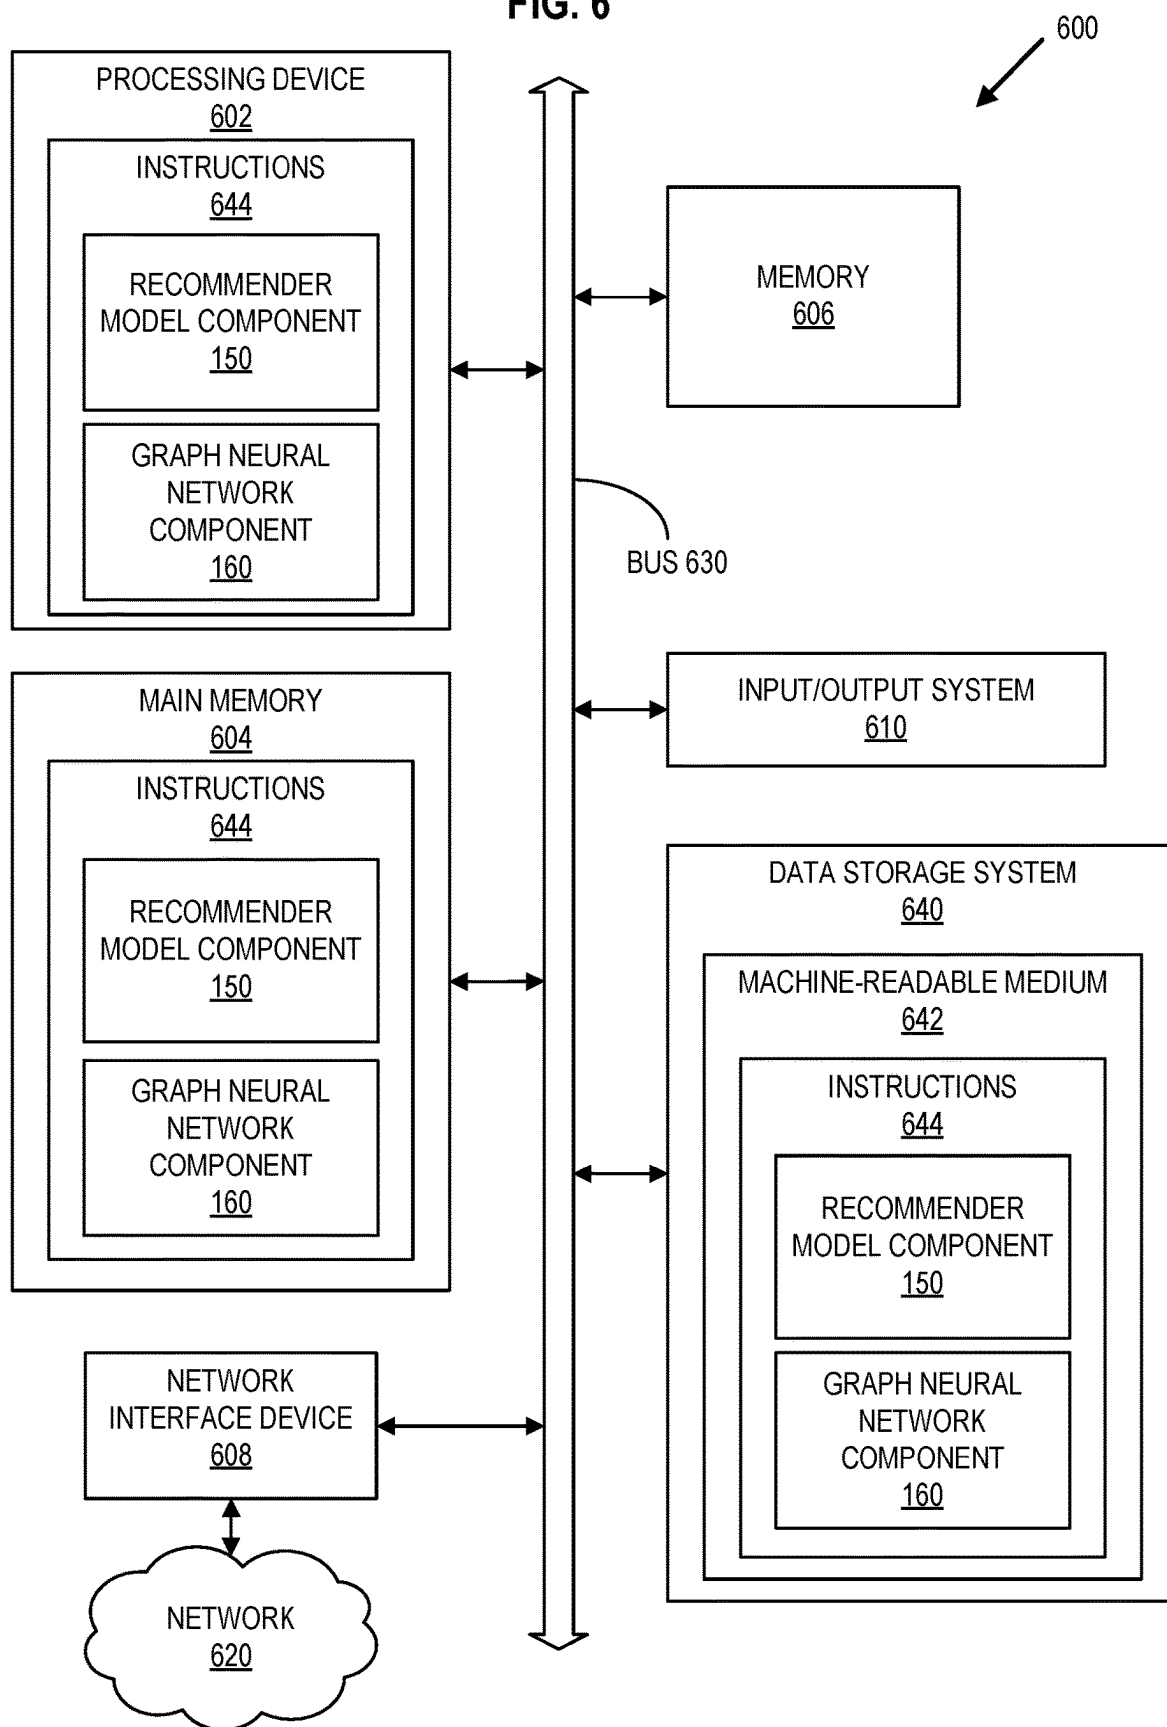 FIG. 6
600
PROCESSING DEVICE
602
INSTRUCTIONS
644
RECOMMENDER
MODEL COMPONENT
150
GRAPH NEURAL
NETWORK
COMPONENT
160
MEMORY
606
BUS 630
MAIN MEMORY
604
INSTRUCTIONS
644
RECOMMENDER
MODEL COMPONENT
150
GRAPH NEURAL
NETWORK
COMPONENT
160
INPUT/OUTPUT SYSTEM
610
DATA STORAGE SYSTEM
640
MACHINE-READABLE MEDIUM
642
INSTRUCTIONS
644
RECOMMENDER
MODEL COMPONENT
150
GRAPH NEURAL
NETWORK
COMPONENT
160
NETWORK
INTERFACE DEVICE
608
NETWORK
620